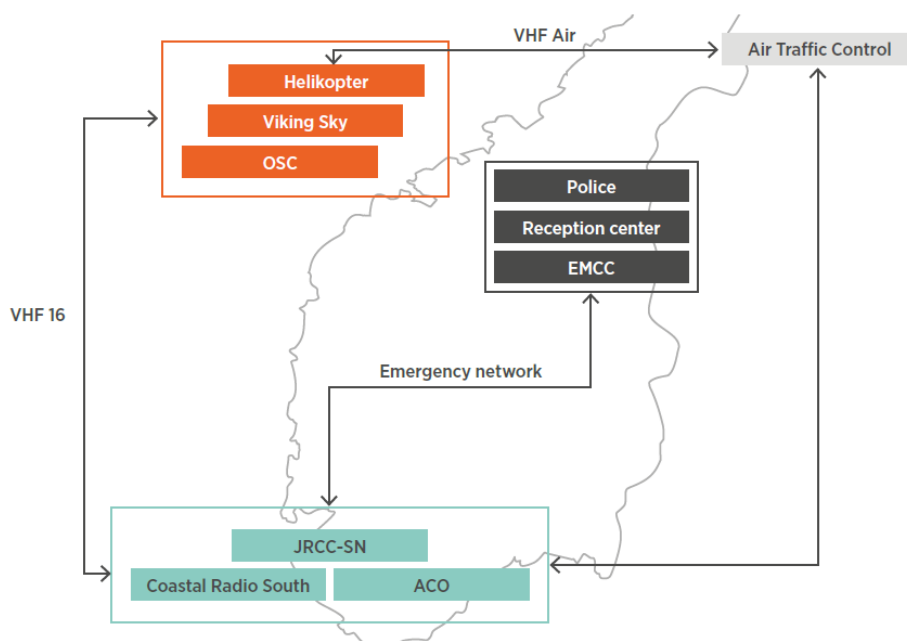 VHF Air
Air Traffic Control
Helikopter
Viking Sky
OSC
Police
Reception center
EMCC
VHF 16
Emergency network
JRCC-SN
Coastal Radio South
ACO